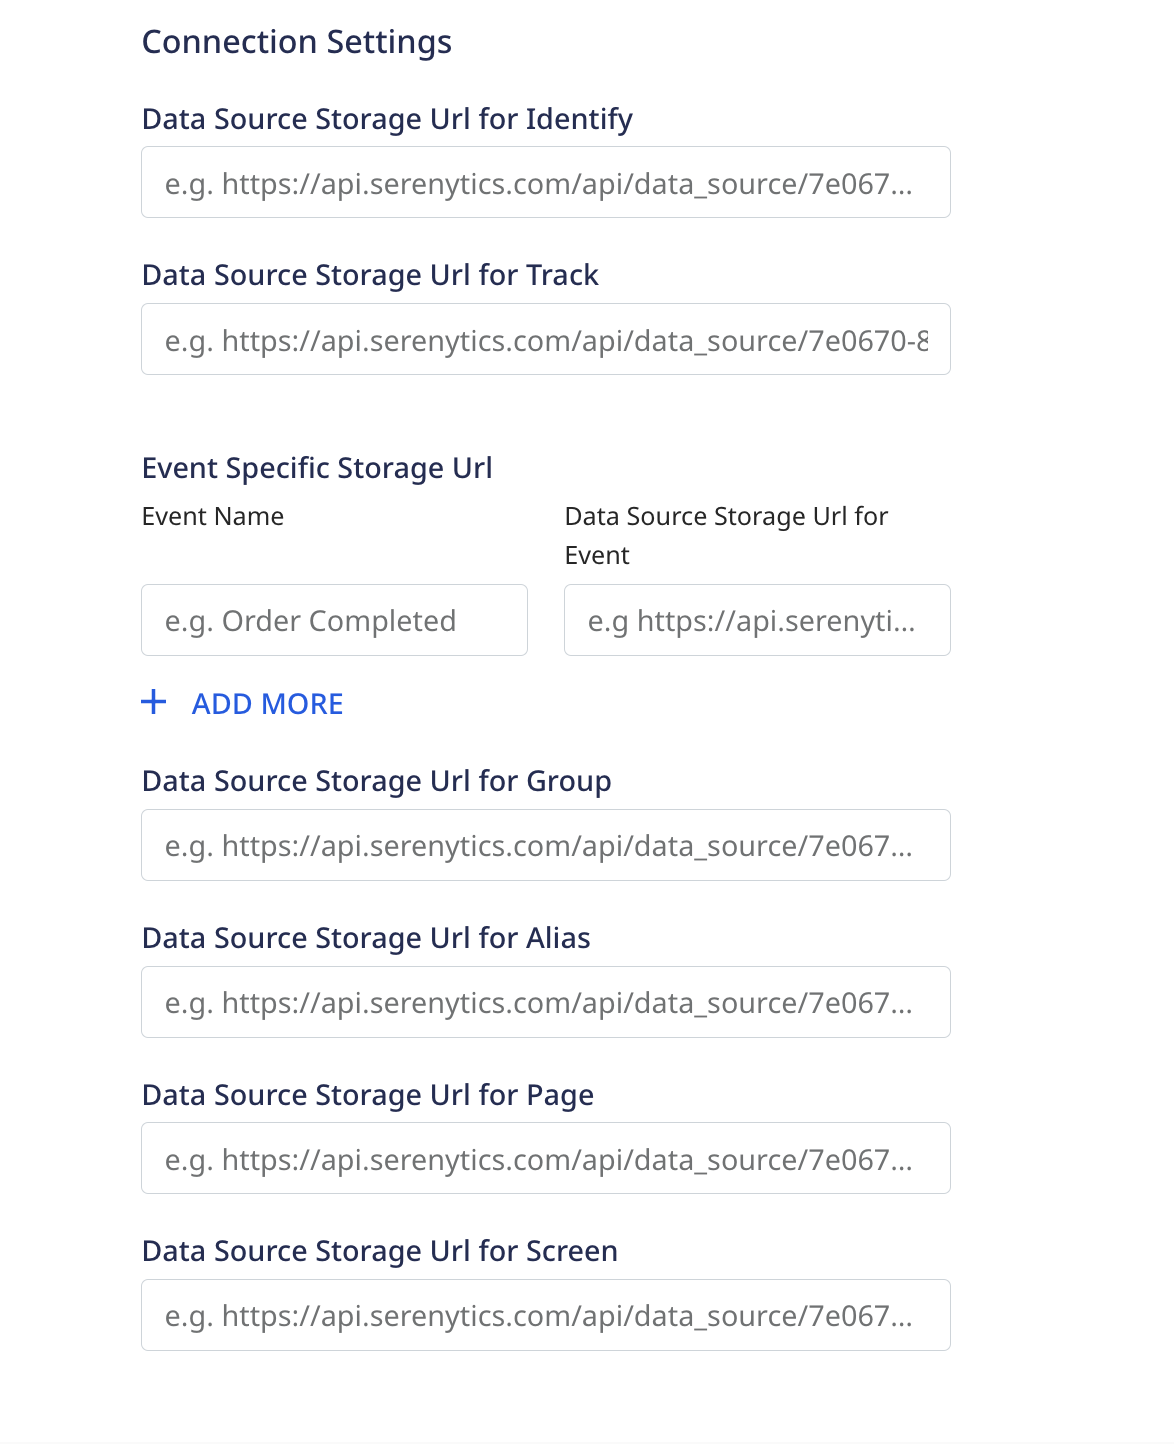 Connection Settings
Data Source Storage Url for Identify
e.g. https://api.serenytics.com/api/data_source/7e067...
Data Source Storage Url for Track
e.g. https://api.serenytics.com/api/data_source/7e0670-8
Event Specific Storage Url
Event Name
Data Source Storage Url for
Event
e.g. Order Completed
e.g https://api.serenyti...
+ ADD MORE
Data Source Storage Url for Group
e.g. https://api.serenytics.com/api/data_source/7e067...
Data Source Storage Url for Alias
e.g. https://api.serenytics.com/api/data_source/7e067...
Data Source Storage Url for Page
e.g. https://api.serenytics.com/api/data_source/7e067...
Data Source Storage Url for Screen
e.g. https://api.serenytics.com/api/data_source/7e067...